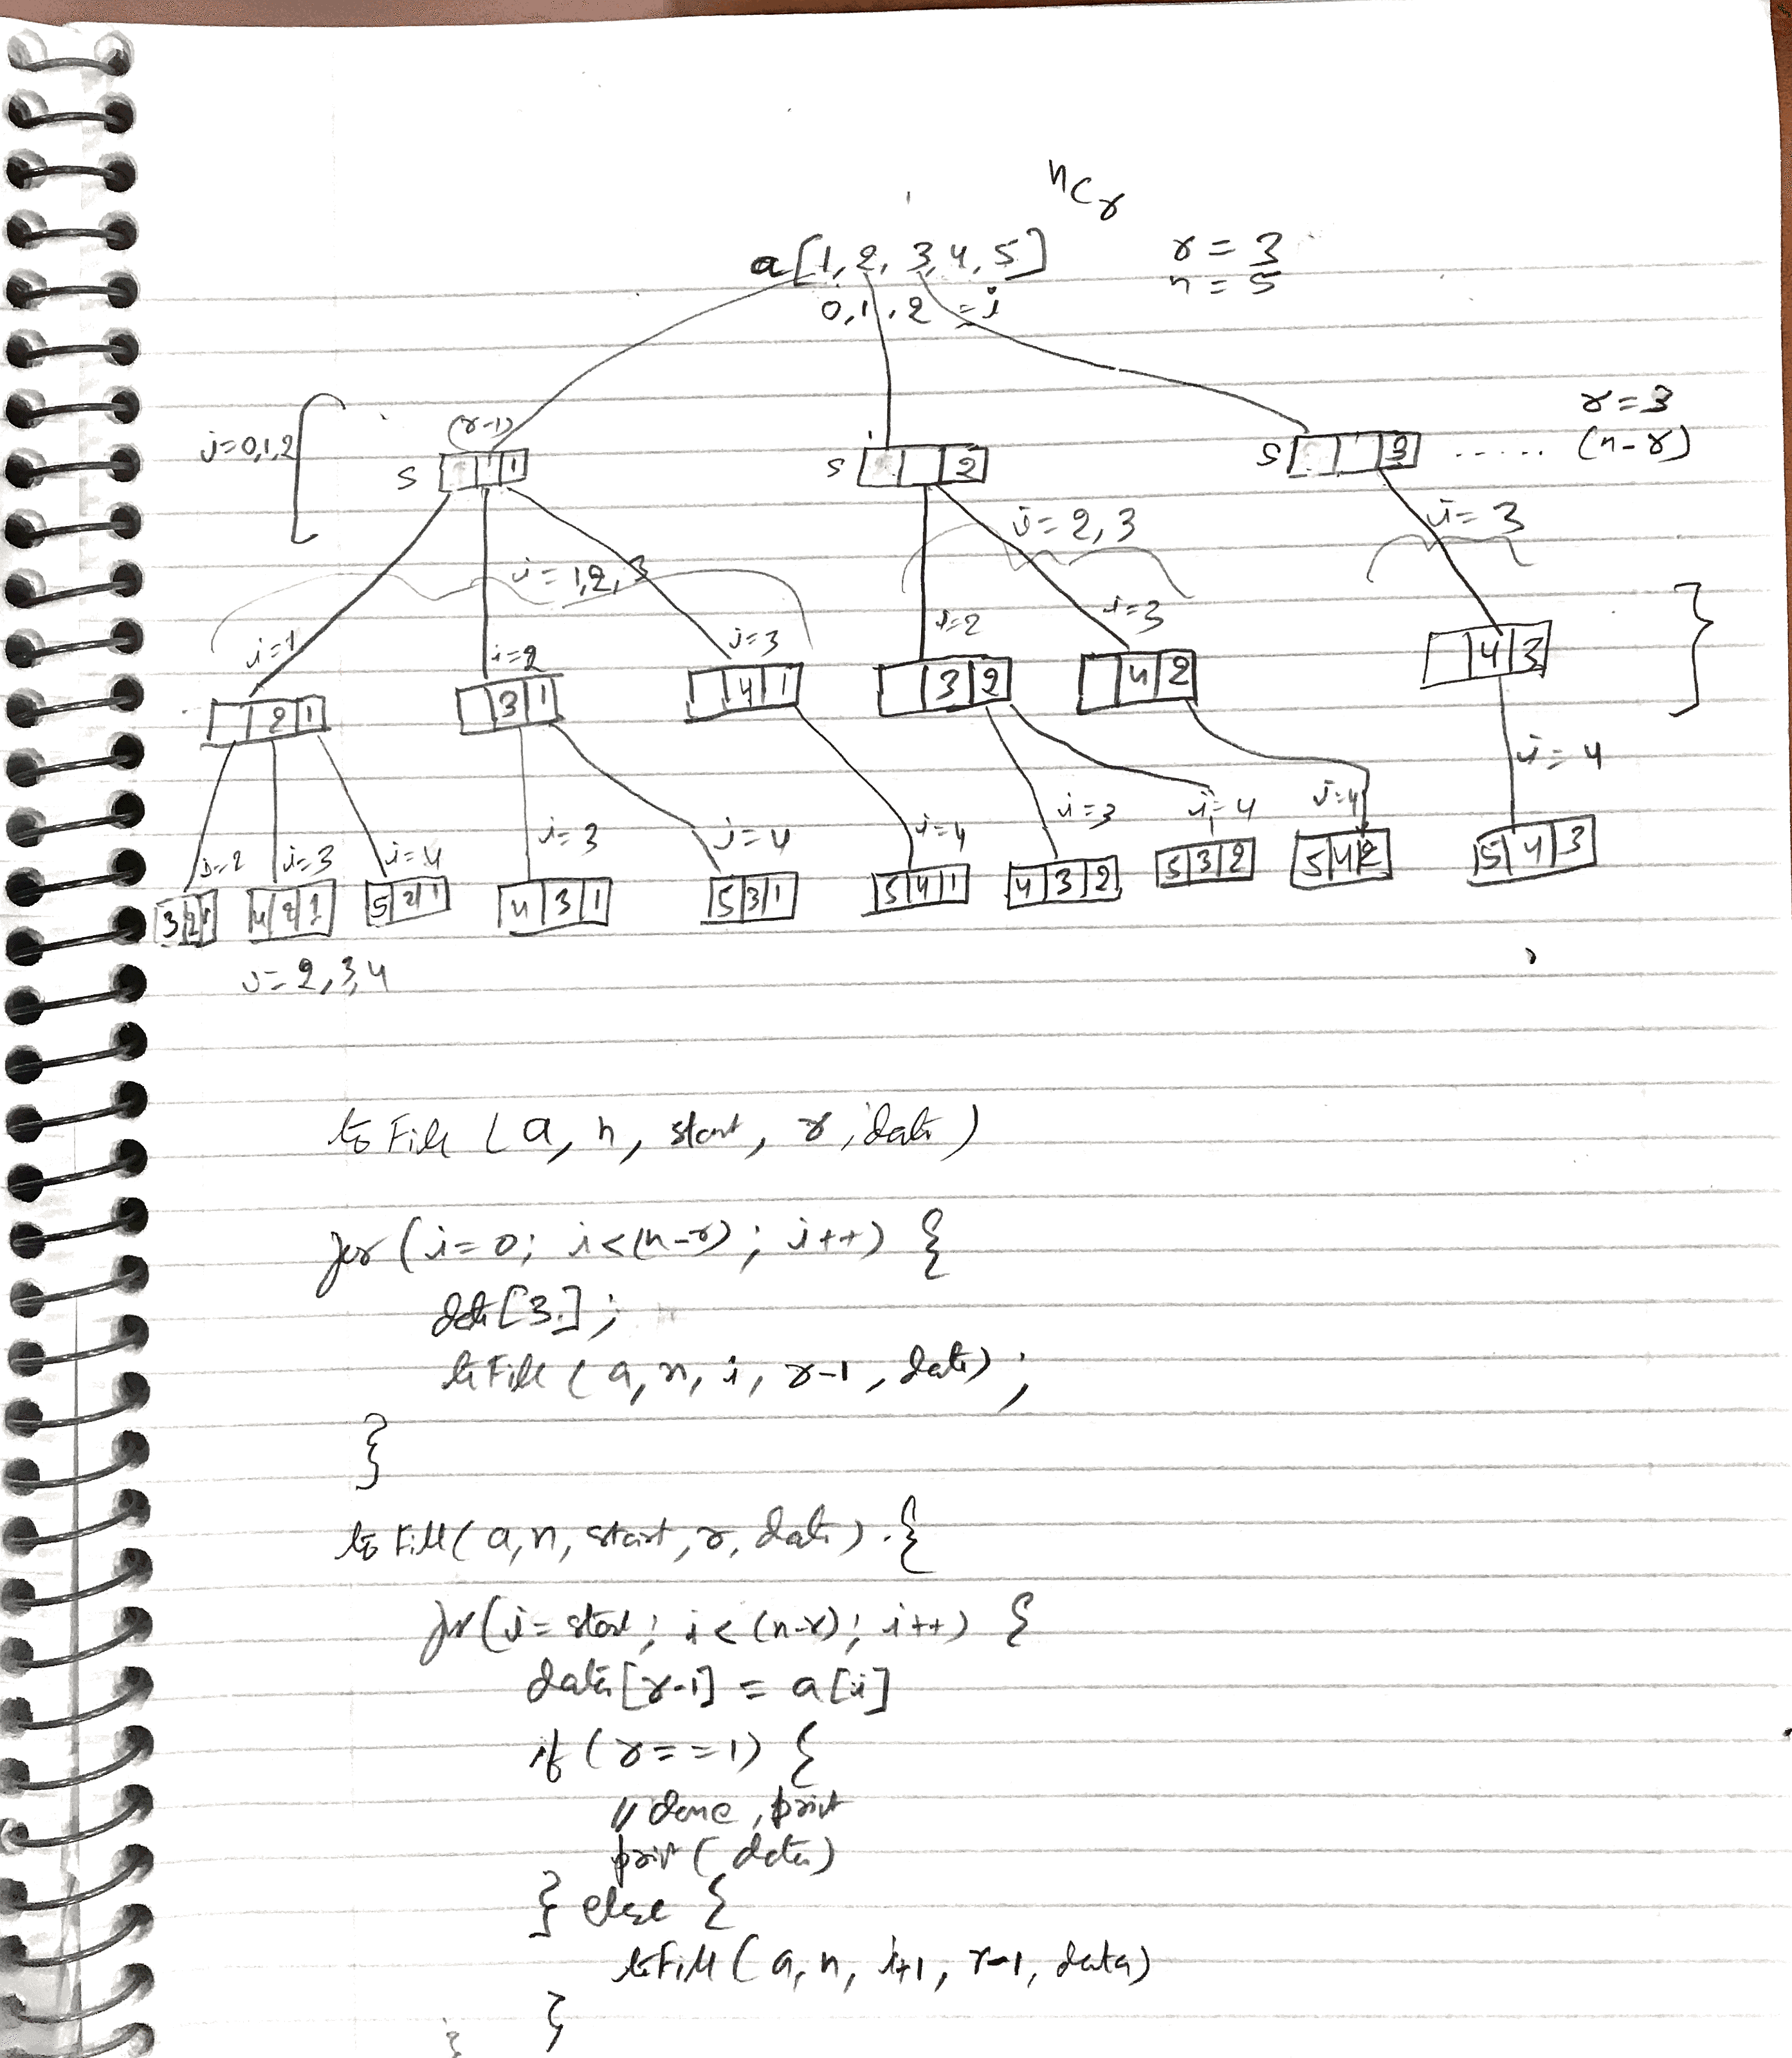 nCr
a[1, 2, 3, 4, 5]
r = 3
n = 5
0, 1, 2 = i
r = 3
i=0,1,2
(r-1)
(n-r)
S 1
S 2
S 3 .....
i = 1, 2, 3
i = 2, 3
i = 3
i=1
i=2
i=3
i=2
i=3
2 1
3 1
4 1
3 2
4 2
4 3
i=2
i=3
i=4
i=3
i=4
i=4
i=3
i=4
i=4
i=4
3 2 1
4 2 1
5 2 1
4 3 1
5 3 1
5 4 1
4 3 2
5 3 2
5 4 2
5 4 3
i= 2, 3, 4
toFill (a, n, start, r, data)
for (i=0; i<(n-r); i++) {
data[3];
toFill (a, n, i, r-1, data);
}
toFill(a, n, start, r, data) {
for(i= start; i< (n-r); i++) {
data[r-1] = a[i]
if (r==1) {
// done, print
print (data)
} else {
toFill (a, n, i+1, r-1, data)
}
}